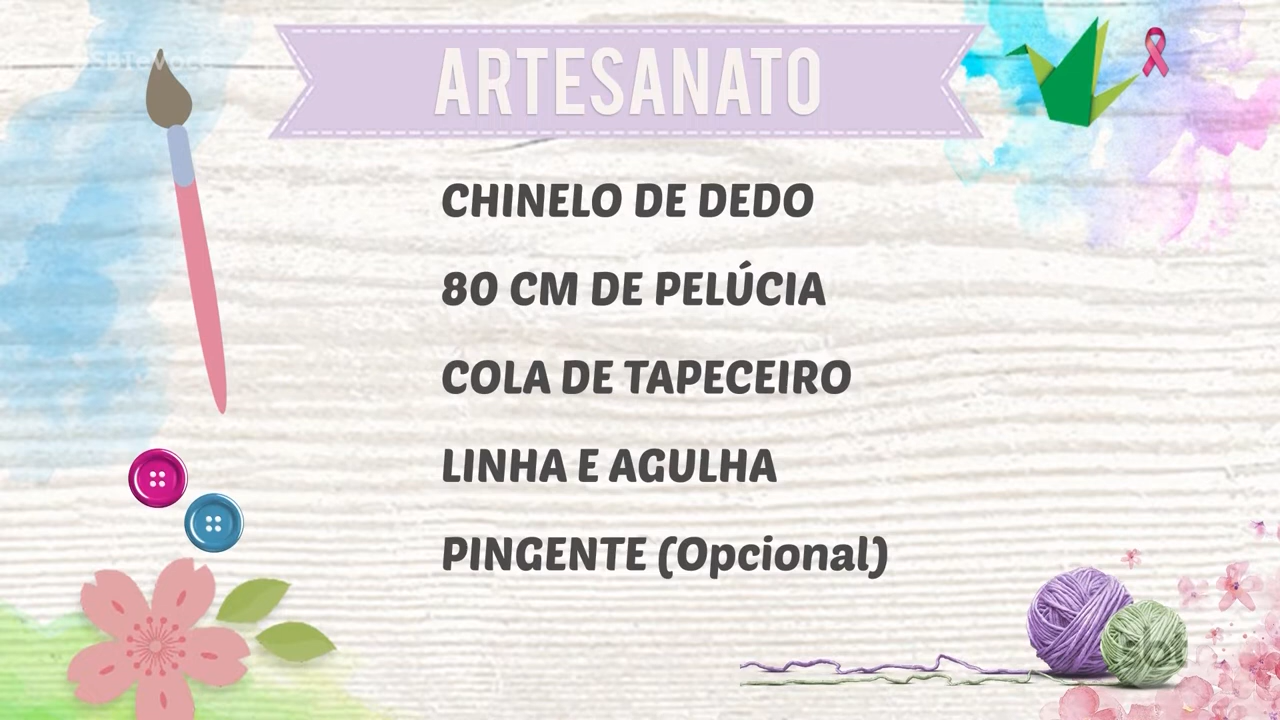 ARTESANATO
CHINELO DE DEDO
80 CM DE PELÚCIA
COLA DE TAPECEIRO
LINHA E AGULHA
PINGENTE (Opcional)